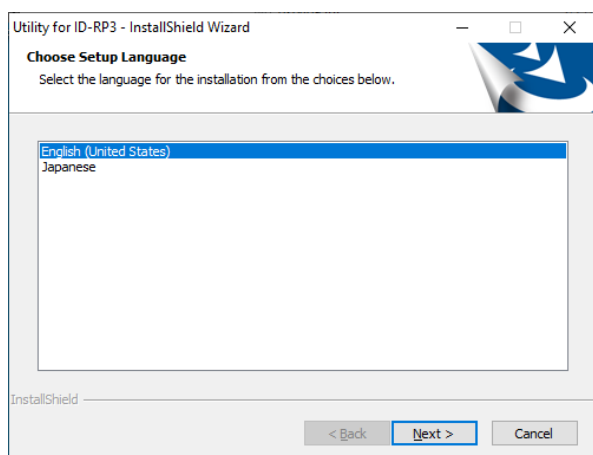 Utility for ID-RP3 - InstallShield Wizard
Choose Setup Language
Select the language for the installation from the choices below.
English (United States)
Japanese
InstallShield
< Back Next > Cancel